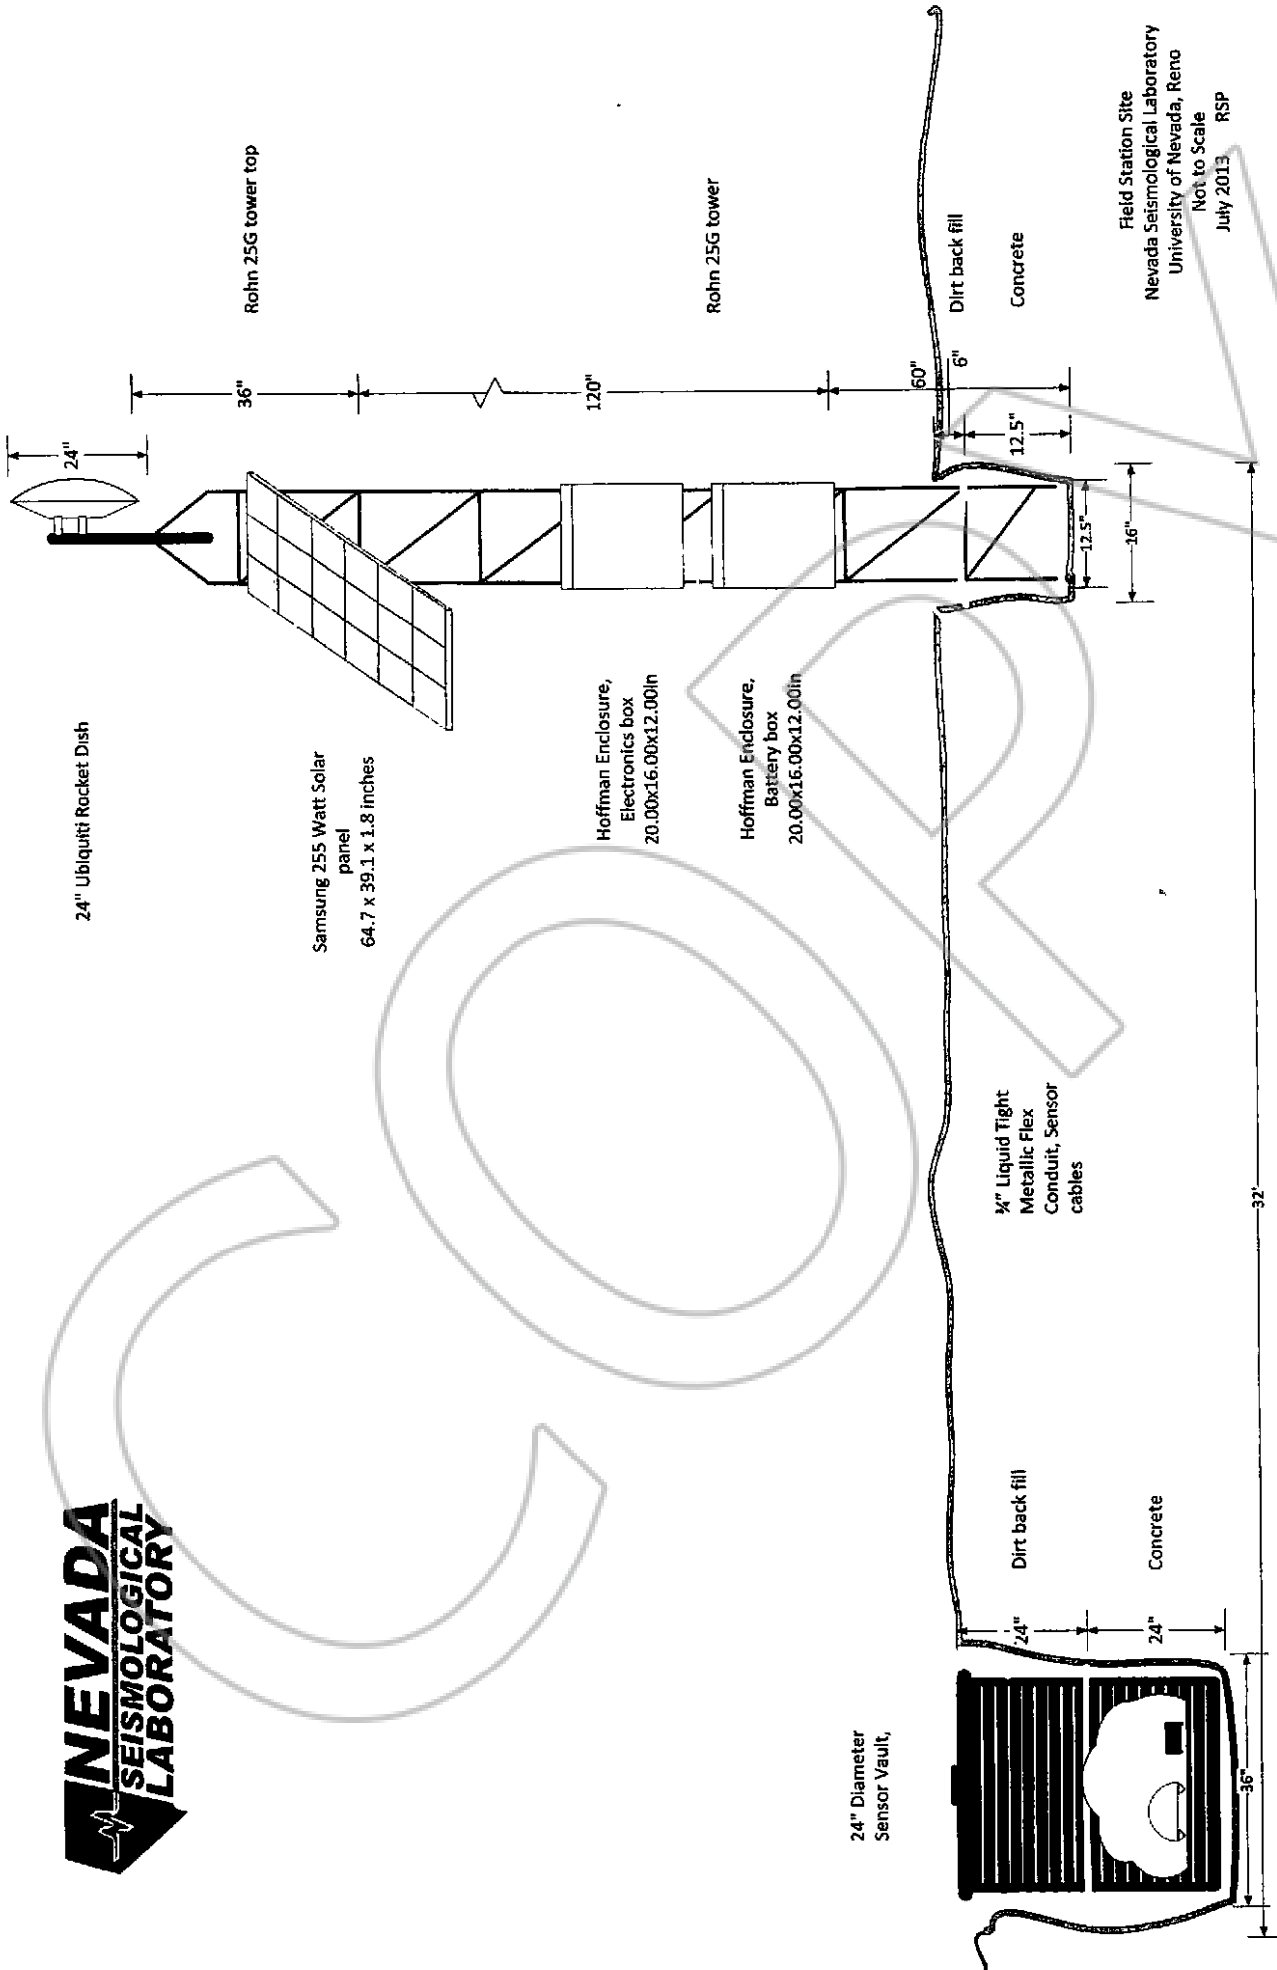 NEVADA
SEISMOLOGICAL
LABORATORY
24" Ubiquiti Rocket Dish
24"
36"
Rohn 25G tower top
Samsung 255 Watt Solar
panel
64.7 x 39.1 x 1.8 inches
120"
Rohn 25G tower
Hoffman Enclosure,
Electronics box
20.00x16.00x12.00in
Hoffman Enclosure,
Battery box
20.00x16.00x12.00in
60"
6"
Dirt back fill
12.5"
Concrete
12.5"
16"
24" Diameter
Sensor Vault,
24"
Dirt back fill
24"
Concrete
36"
¾" Liquid Tight
Metallic Flex
Conduit, Sensor
cables
32'
Field Station Site
Nevada Seismological Laboratory
University of Nevada, Reno
Not to Scale
July 2013 RSP
COPY